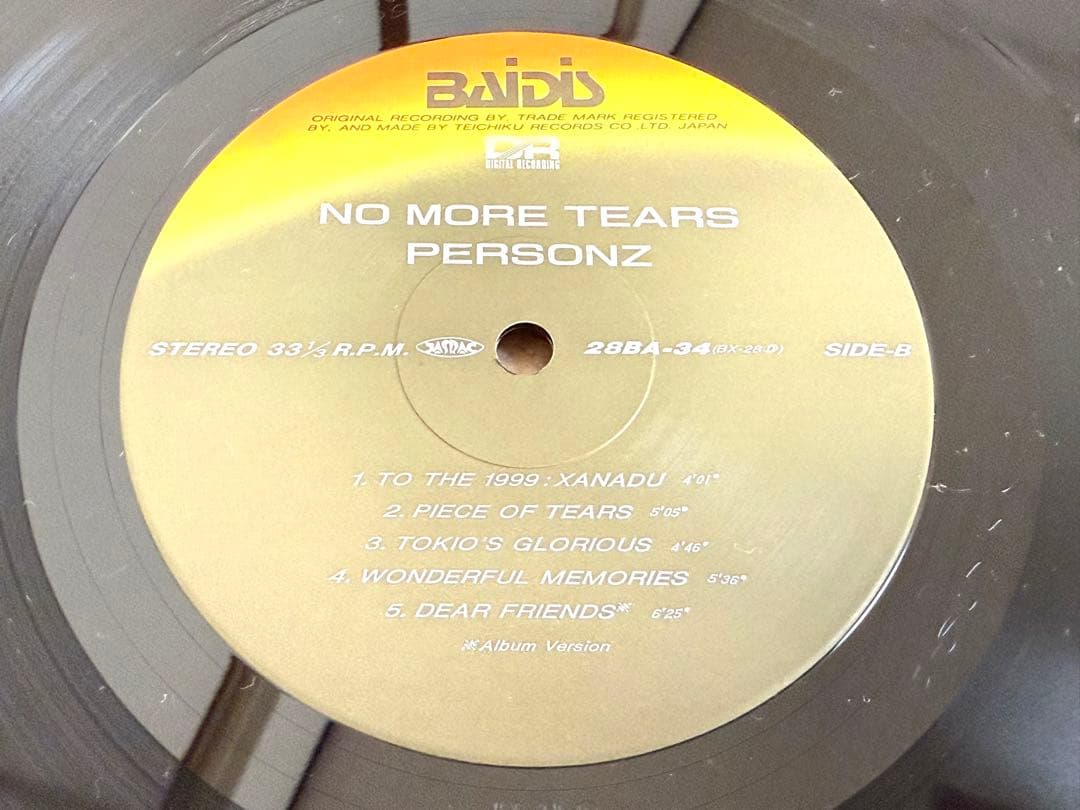 BAiDiS
ORIGINAL RECORDING BY, TRADE MARK REGISTERED
BY, AND MADE BY TEICHIKU RECORDS CO.,LTD. JAPAN
DR
DIGITAL RECORDING
NO MORE TEARS
PERSONZ
STEREO 33 1/3 R.P.M. JASRAC 28BA-34 (BX-28-D) SIDE-B
1. TO THE 1999 : XANADU 4'01"
2. PIECE OF TEARS 5'05"
3. TOKIO'S GLORIOUS 4'46"
4. WONDERFUL MEMORIES 5'36"
5. DEAR FRIENDS※ 6'25"
※Album Version